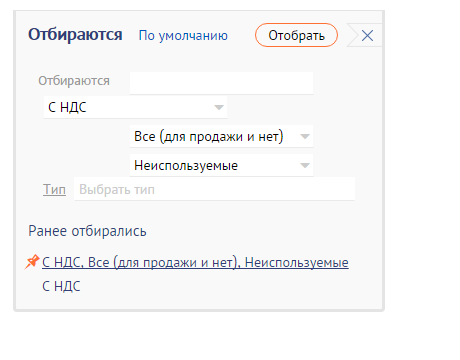 Отбираются По умолчанию Отобрать
Отбираются
С НДС
Все (для продажи и нет)
Неиспользуемые
Тип Выбрать тип
Ранее отбирались
С НДС, Все (для продажи и нет), Неиспользуемые
С НДС